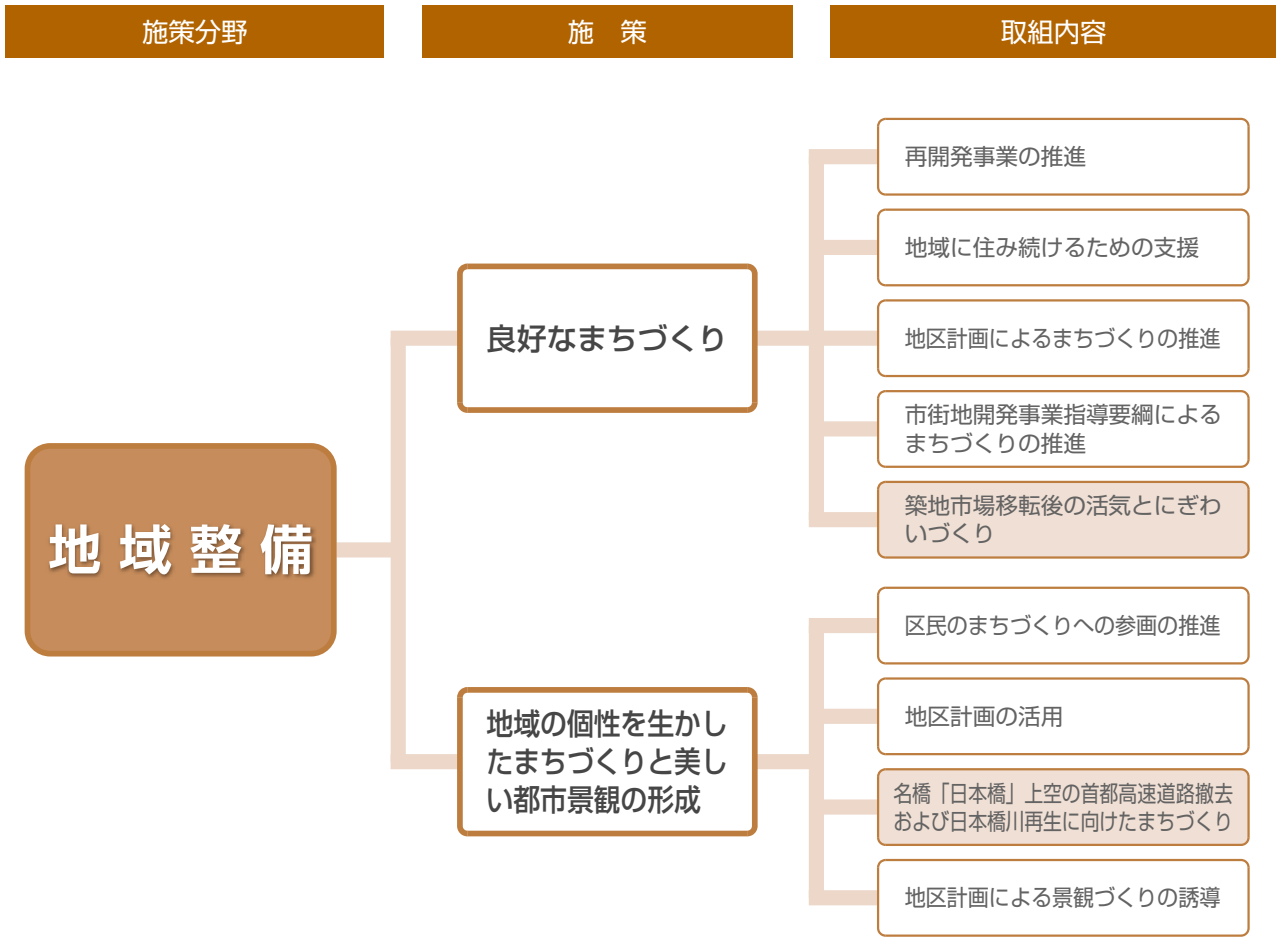 施策分野
施　策
取組内容
地域整備
良好なまちづくり
再開発事業の推進
地域に住み続けるための支援
地区計画によるまちづくりの推進
市街地開発事業指導要綱による
まちづくりの推進
築地市場移転後の活気とにぎわ
いづくり
地域の個性を生かし
たまちづくりと美し
い都市景観の形成
区民のまちづくりへの参画の推進
地区計画の活用
名橋「日本橋」上空の首都高速道路撤去
および日本橋川再生に向けたまちづくり
地区計画による景観づくりの誘導